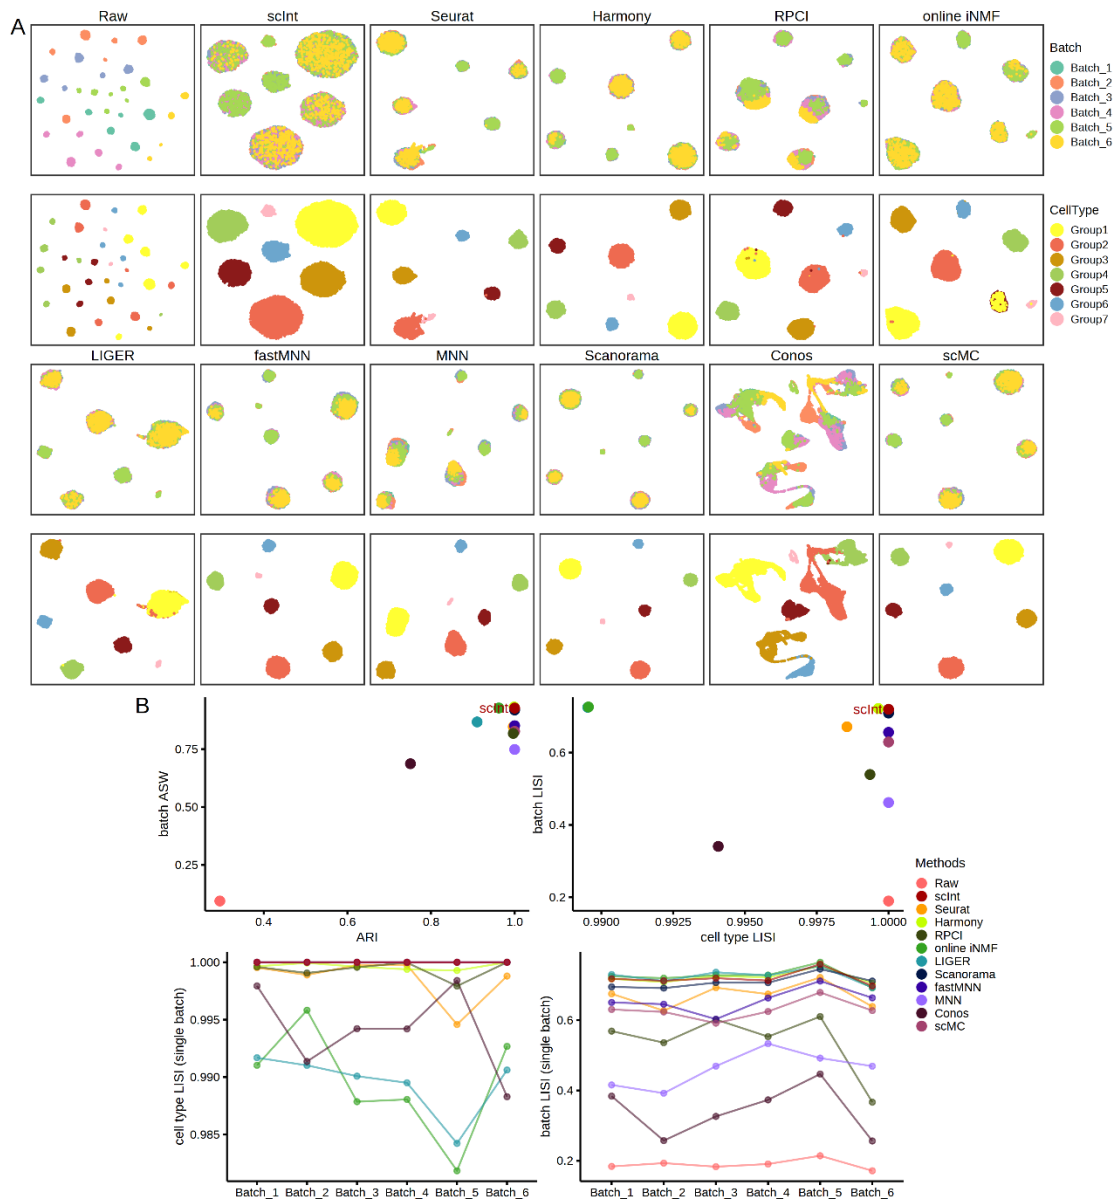 A
Raw scInt Seurat Harmony RPCI online iNMF
Batch
Batch_1
Batch_2
Batch_3
Batch_4
Batch_5
Batch_6
CellType
Group1
Group2
Group3
Group4
Group5
Group6
Group7
LIGER fastMNN MNN Scanorama Conos scMC
B
batch ASW
0.75
0.50
0.25
scInt
0.4 0.6 0.8 1.0
ARI
batch LISI
0.6
0.4
0.2
scInt
0.9900 0.9925 0.9950 0.9975 1.0000
cell type LISI
cell type LISI (single batch)
1.000
0.995
0.990
0.985
Batch_1 Batch_2 Batch_3 Batch_4 Batch_5 Batch_6
batch LISI (single batch)
0.6
0.4
0.2
Batch_1 Batch_2 Batch_3 Batch_4 Batch_5 Batch_6
Methods
Raw
scInt
Seurat
Harmony
RPCI
online iNMF
LIGER
Scanorama
fastMNN
MNN
Conos
scMC